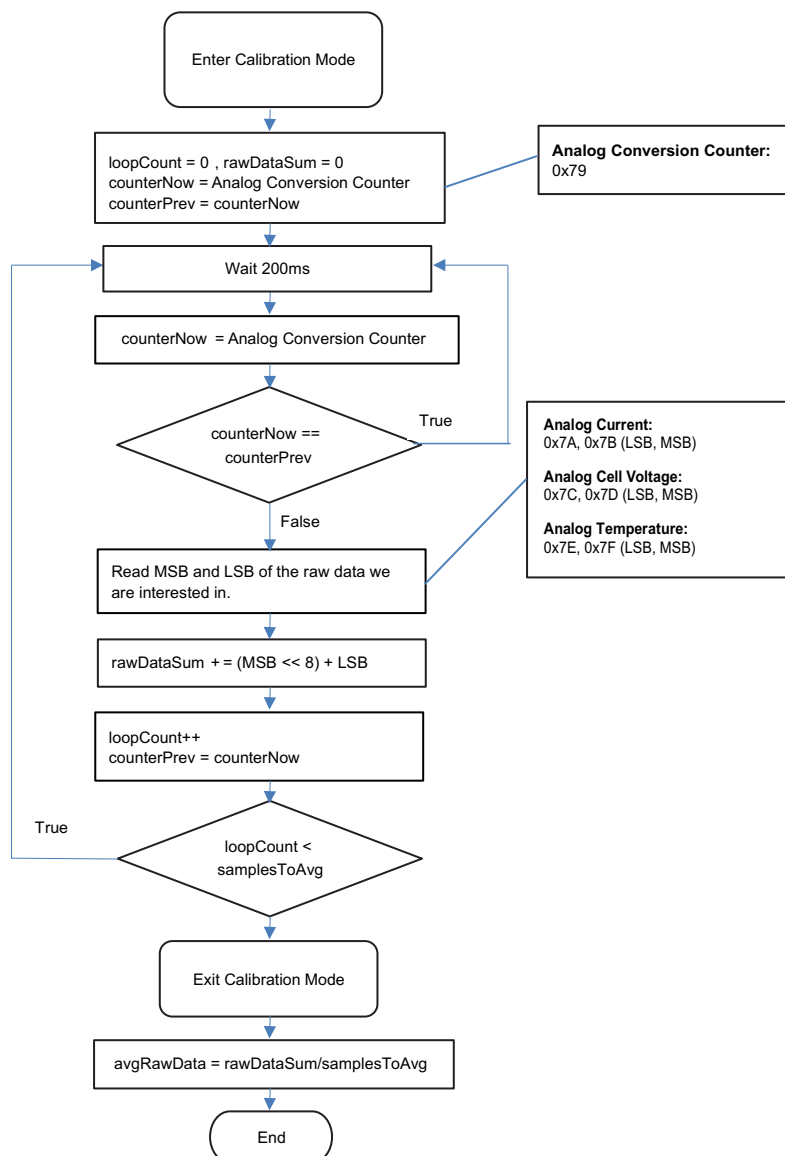 Enter Calibration Mode
loopCount = 0 , rawDataSum = 0
counterNow = Analog Conversion Counter
counterPrev = counterNow
Analog Conversion Counter:
0x79
Wait 200ms
counterNow = Analog Conversion Counter
counterNow ==
counterPrev
True
False
Analog Current:
0x7A, 0x7B (LSB, MSB)
Analog Cell Voltage:
0x7C, 0x7D (LSB, MSB)
Analog Temperature:
0x7E, 0x7F (LSB, MSB)
Read MSB and LSB of the raw data we
are interested in.
rawDataSum += (MSB << 8) + LSB
loopCount++
counterPrev = counterNow
True
loopCount <
samplesToAvg
Exit Calibration Mode
avgRawData = rawDataSum/samplesToAvg
End